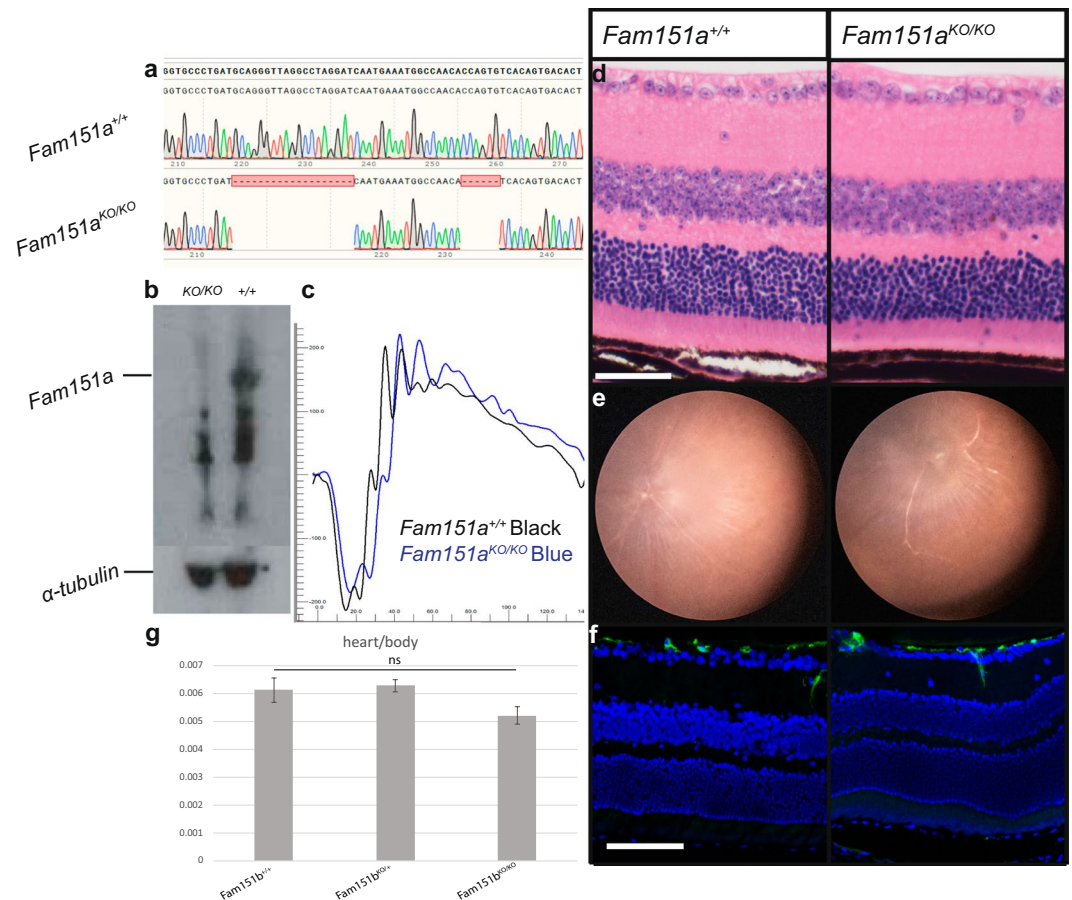 Fam151a+/+
Fam151aKO/KO
a
GGTGCCCTGATGCAGGGTTAGGCCTAGGATCAATGAAATGGCCAACACCAGTGTCACAGTGACACT
GGTGCCCTGATGCAGGGTTAGGCCTAGGATCAATGAAATGGCCAACACCAGTGTCACAGTGACACT
Fam151a+/+
210 220 230 240 250 260 270
GGTGCCCTGAT-------------------CAATGAAATGGCCAACA------TCACAGTGACACT
Fam151aKO/KO
210 220 230 240
b
KO/KO +/+
Fam151a
α-tubulin
c
200.0
100.0
-100.0
-200.0
0.0 20.0 40.0 60.0 80.0 100.0 120.0 14
Fam151a+/+ Black
Fam151aKO/KO Blue
d
e
f
g
heart/body
ns
0.007
0.006
0.005
0.004
0.003
0.002
0.001
0
Fam151b+/+
Fam151bKO/+
Fam151bKO/KO